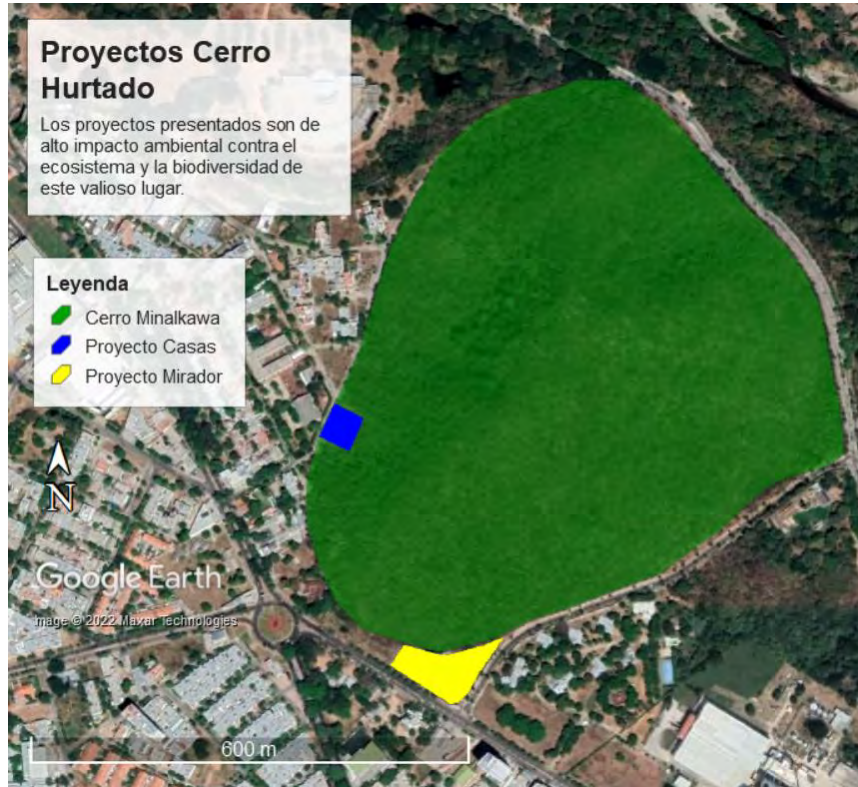 Proyectos Cerro
Hurtado
Los proyectos presentados son de
alto impacto ambiental contra el
ecosistema y la biodiversidad de
este valioso lugar.
Leyenda
Cerro Minalkawa
Proyecto Casas
Proyecto Mirador
N
Google Earth
Image © 2022 Maxar Technologies
600 m